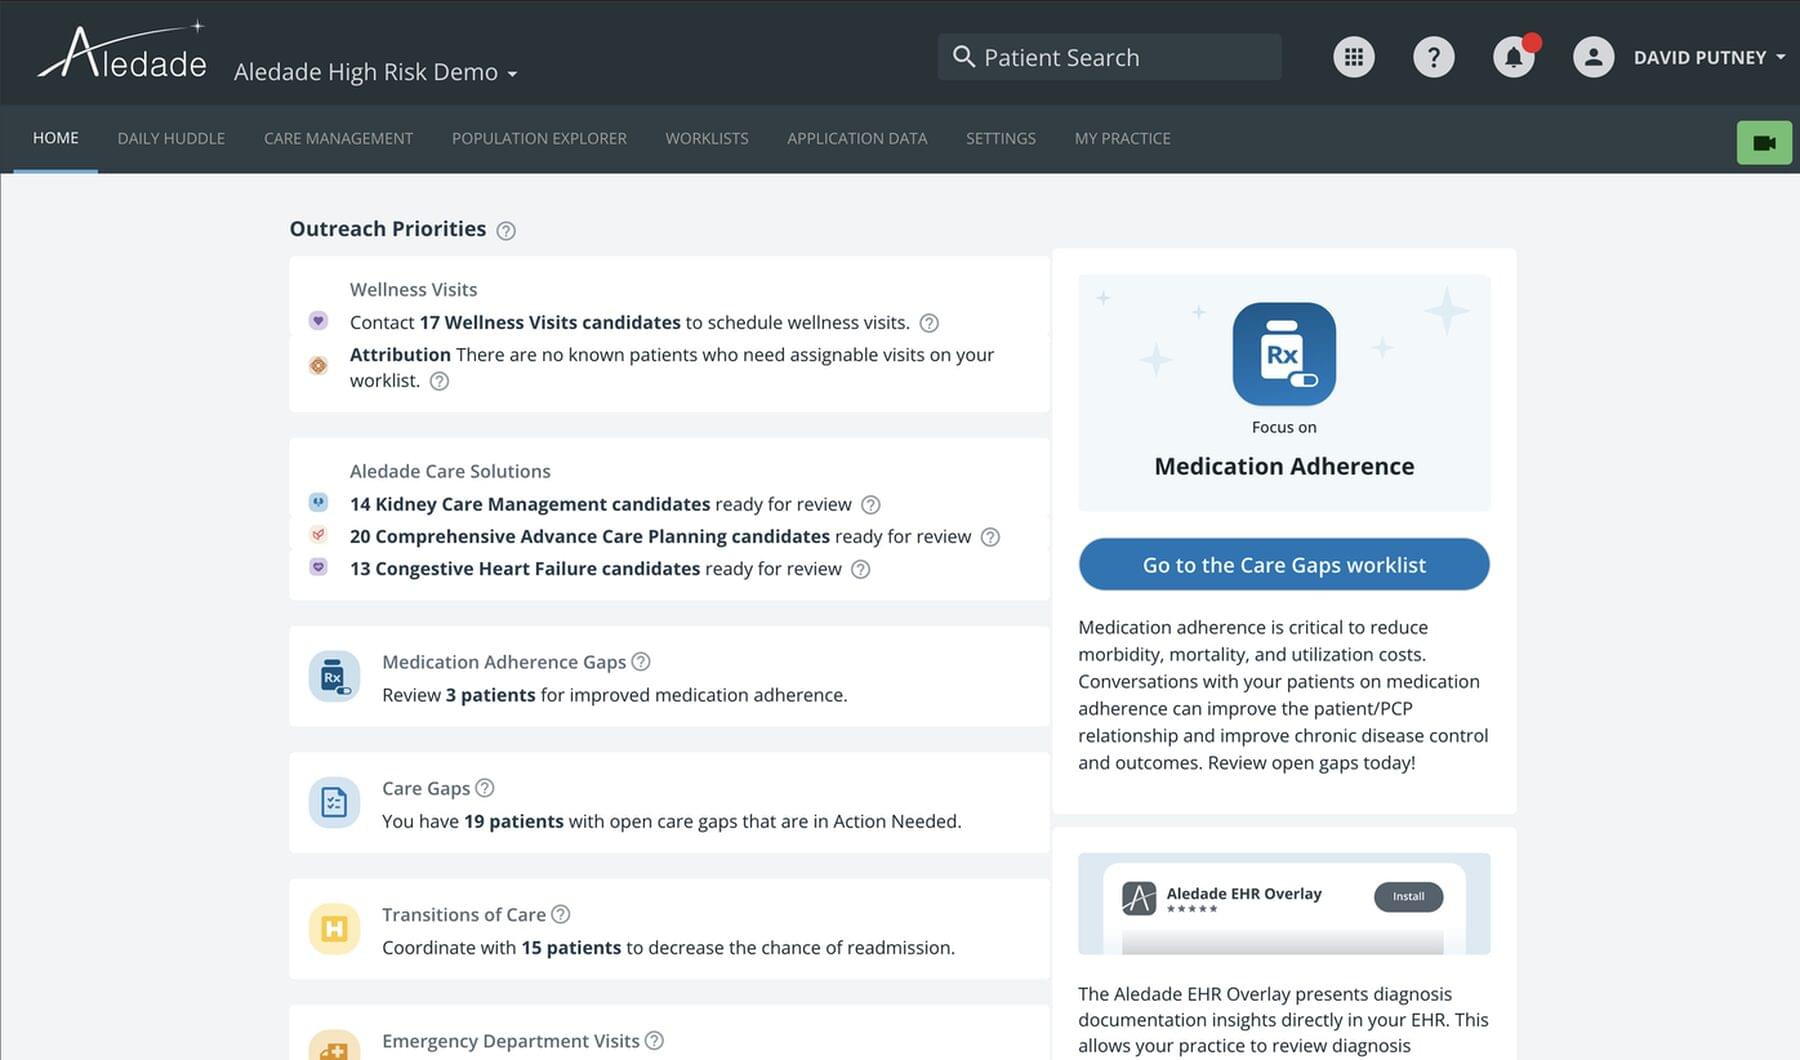 Aledade
Aledade High Risk Demo
Patient Search
?
DAVID PUTNEY
HOME
DAILY HUDDLE
CARE MANAGEMENT
POPULATION EXPLORER
WORKLISTS
APPLICATION DATA
SETTINGS
MY PRACTICE
Outreach Priorities ?
Wellness Visits
Contact 17 Wellness Visits candidates to schedule wellness visits. ?
Attribution There are no known patients who need assignable visits on your
worklist. ?
Aledade Care Solutions
14 Kidney Care Management candidates ready for review ?
20 Comprehensive Advance Care Planning candidates ready for review ?
13 Congestive Heart Failure candidates ready for review ?
Rx
Medication Adherence Gaps ?
Review 3 patients for improved medication adherence.
Care Gaps ?
You have 19 patients with open care gaps that are in Action Needed.
H
Transitions of Care ?
Coordinate with 15 patients to decrease the chance of readmission.
Emergency Department Visits ?
Rx
Focus on
Medication Adherence
Go to the Care Gaps worklist
Medication adherence is critical to reduce
morbidity, mortality, and utilization costs.
Conversations with your patients on medication
adherence can improve the patient/PCP
relationship and improve chronic disease control
and outcomes. Review open gaps today!
A
Aledade EHR Overlay
★★★★★
Install
The Aledade EHR Overlay presents diagnosis
documentation insights directly in your EHR. This
allows your practice to review diagnosis